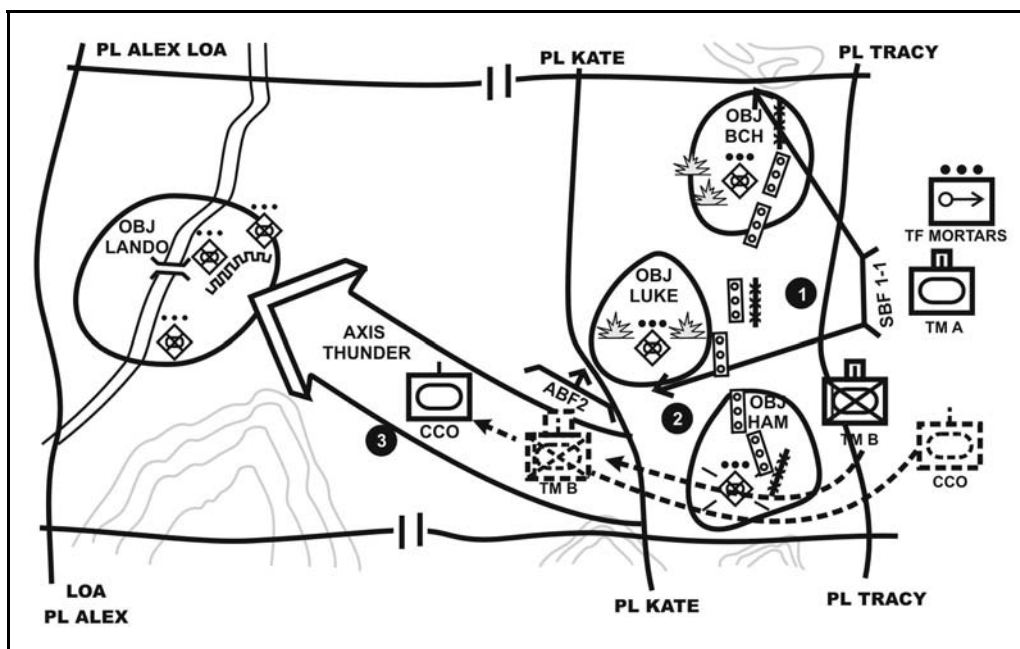 PL ALEX LOA
PL KATE
PL TRACY
OBJ
BCH
TF MORTARS
OBJ
LANDO
OBJ
LUKE
1
SBF 1-1
TM A
AXIS
THUNDER
ABF2
CCO
3
2
OBJ
HAM
TM B
TM B
CCO
LOA
PL ALEX
PL KATE
PL TRACY